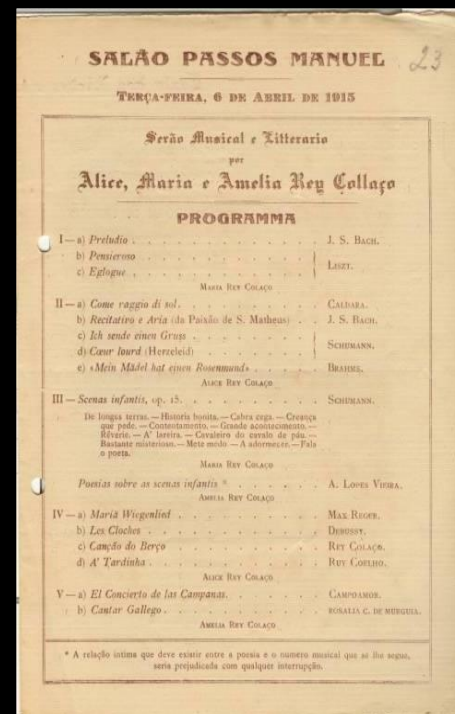 SALÃO PASSOS MANUEL 23
TERÇA-FEIRA, 6 DE ABRIL DE 1915
Serão Musical e Litterario
por
Alice, Maria e Amelia Rey Collaço
PROGRAMMA
I — a) Preludio . . . . . . . . . . J. S. BACH.
b) Pensieroso . . . . . . . . . .
c) Eglogue . . . . . . . . . . LISZT.
MARIA REY COLAÇO
II — a) Come raggio di sol . . . . . . . . . . CALDARA.
b) Recitativo e Aria (da Paixão de S. Matheus) . . J. S. BACH.
c) Ich sende einen Gruss . . . . . . . . . .
d) Cœur lourd (Herzeleid) . . . . . . . . . . SCHUMANN.
e) «Mein Mädel hat einen Rosenmund» . . . . BRAHMS.
ALICE REY COLAÇO
III — Scenas infantis, op. 15 . . . . . . . . SCHUMANN.
De longes terras. — Historia bonita. — Cabra cega. — Creança
que pede. — Contentamento. — Grande acontecimento. —
Rêverie. — A' lareira. — Cavaleiro do cavalo de páu. —
Bastante misterioso. — Mete medo — A adormecer. — Fala
o poeta.
MARIA REY COLAÇO
Poesias sobre as scenas infantis * . . . . . . A. LOPES VIEIRA.
AMELIA REY COLAÇO
IV — a) Mariä Wiegenlied . . . . . . . . . . MAX REGER.
b) Les Cloches . . . . . . . . . . DEBUSSY.
c) Canção do Berço . . . . . . . . . . REY COLAÇO.
d) A' Tardinha . . . . . . . . . . RUY COELHO.
ALICE REY COLAÇO
V — a) El Concierto de las Campanas . . . . . . CAMPOAMOR.
b) Cantar Gallego . . . . . . . . . . ROSALIA C. DE MURGUIA.
AMELIA REY COLAÇO
* A relação intima que deve existir entre a poesia e o numero musical que se lhe segue,
seria prejudicada com qualquer interrupção.